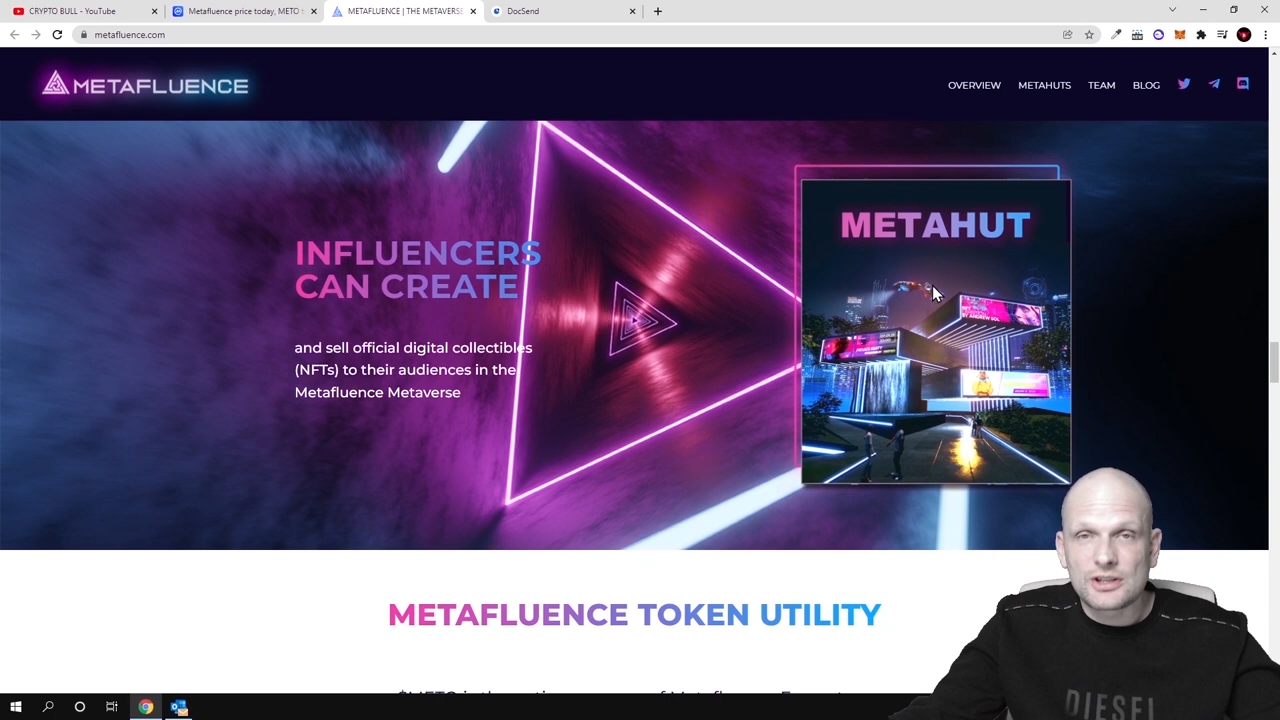 CRYPTO BULL - YouTube
Metafluence price today, METO t
METAFLUENCE | THE METAVERSE
DocSend
metafluence.com
METAFLUENCE
OVERVIEW
METAHUTS
TEAM
BLOG
METAHUT
INFLUENCERS
CAN CREATE
and sell official digital collectibles
(NFTs) to their audiences in the
Metafluence Metaverse
METAFLUENCE TOKEN UTILITY
DIESEL